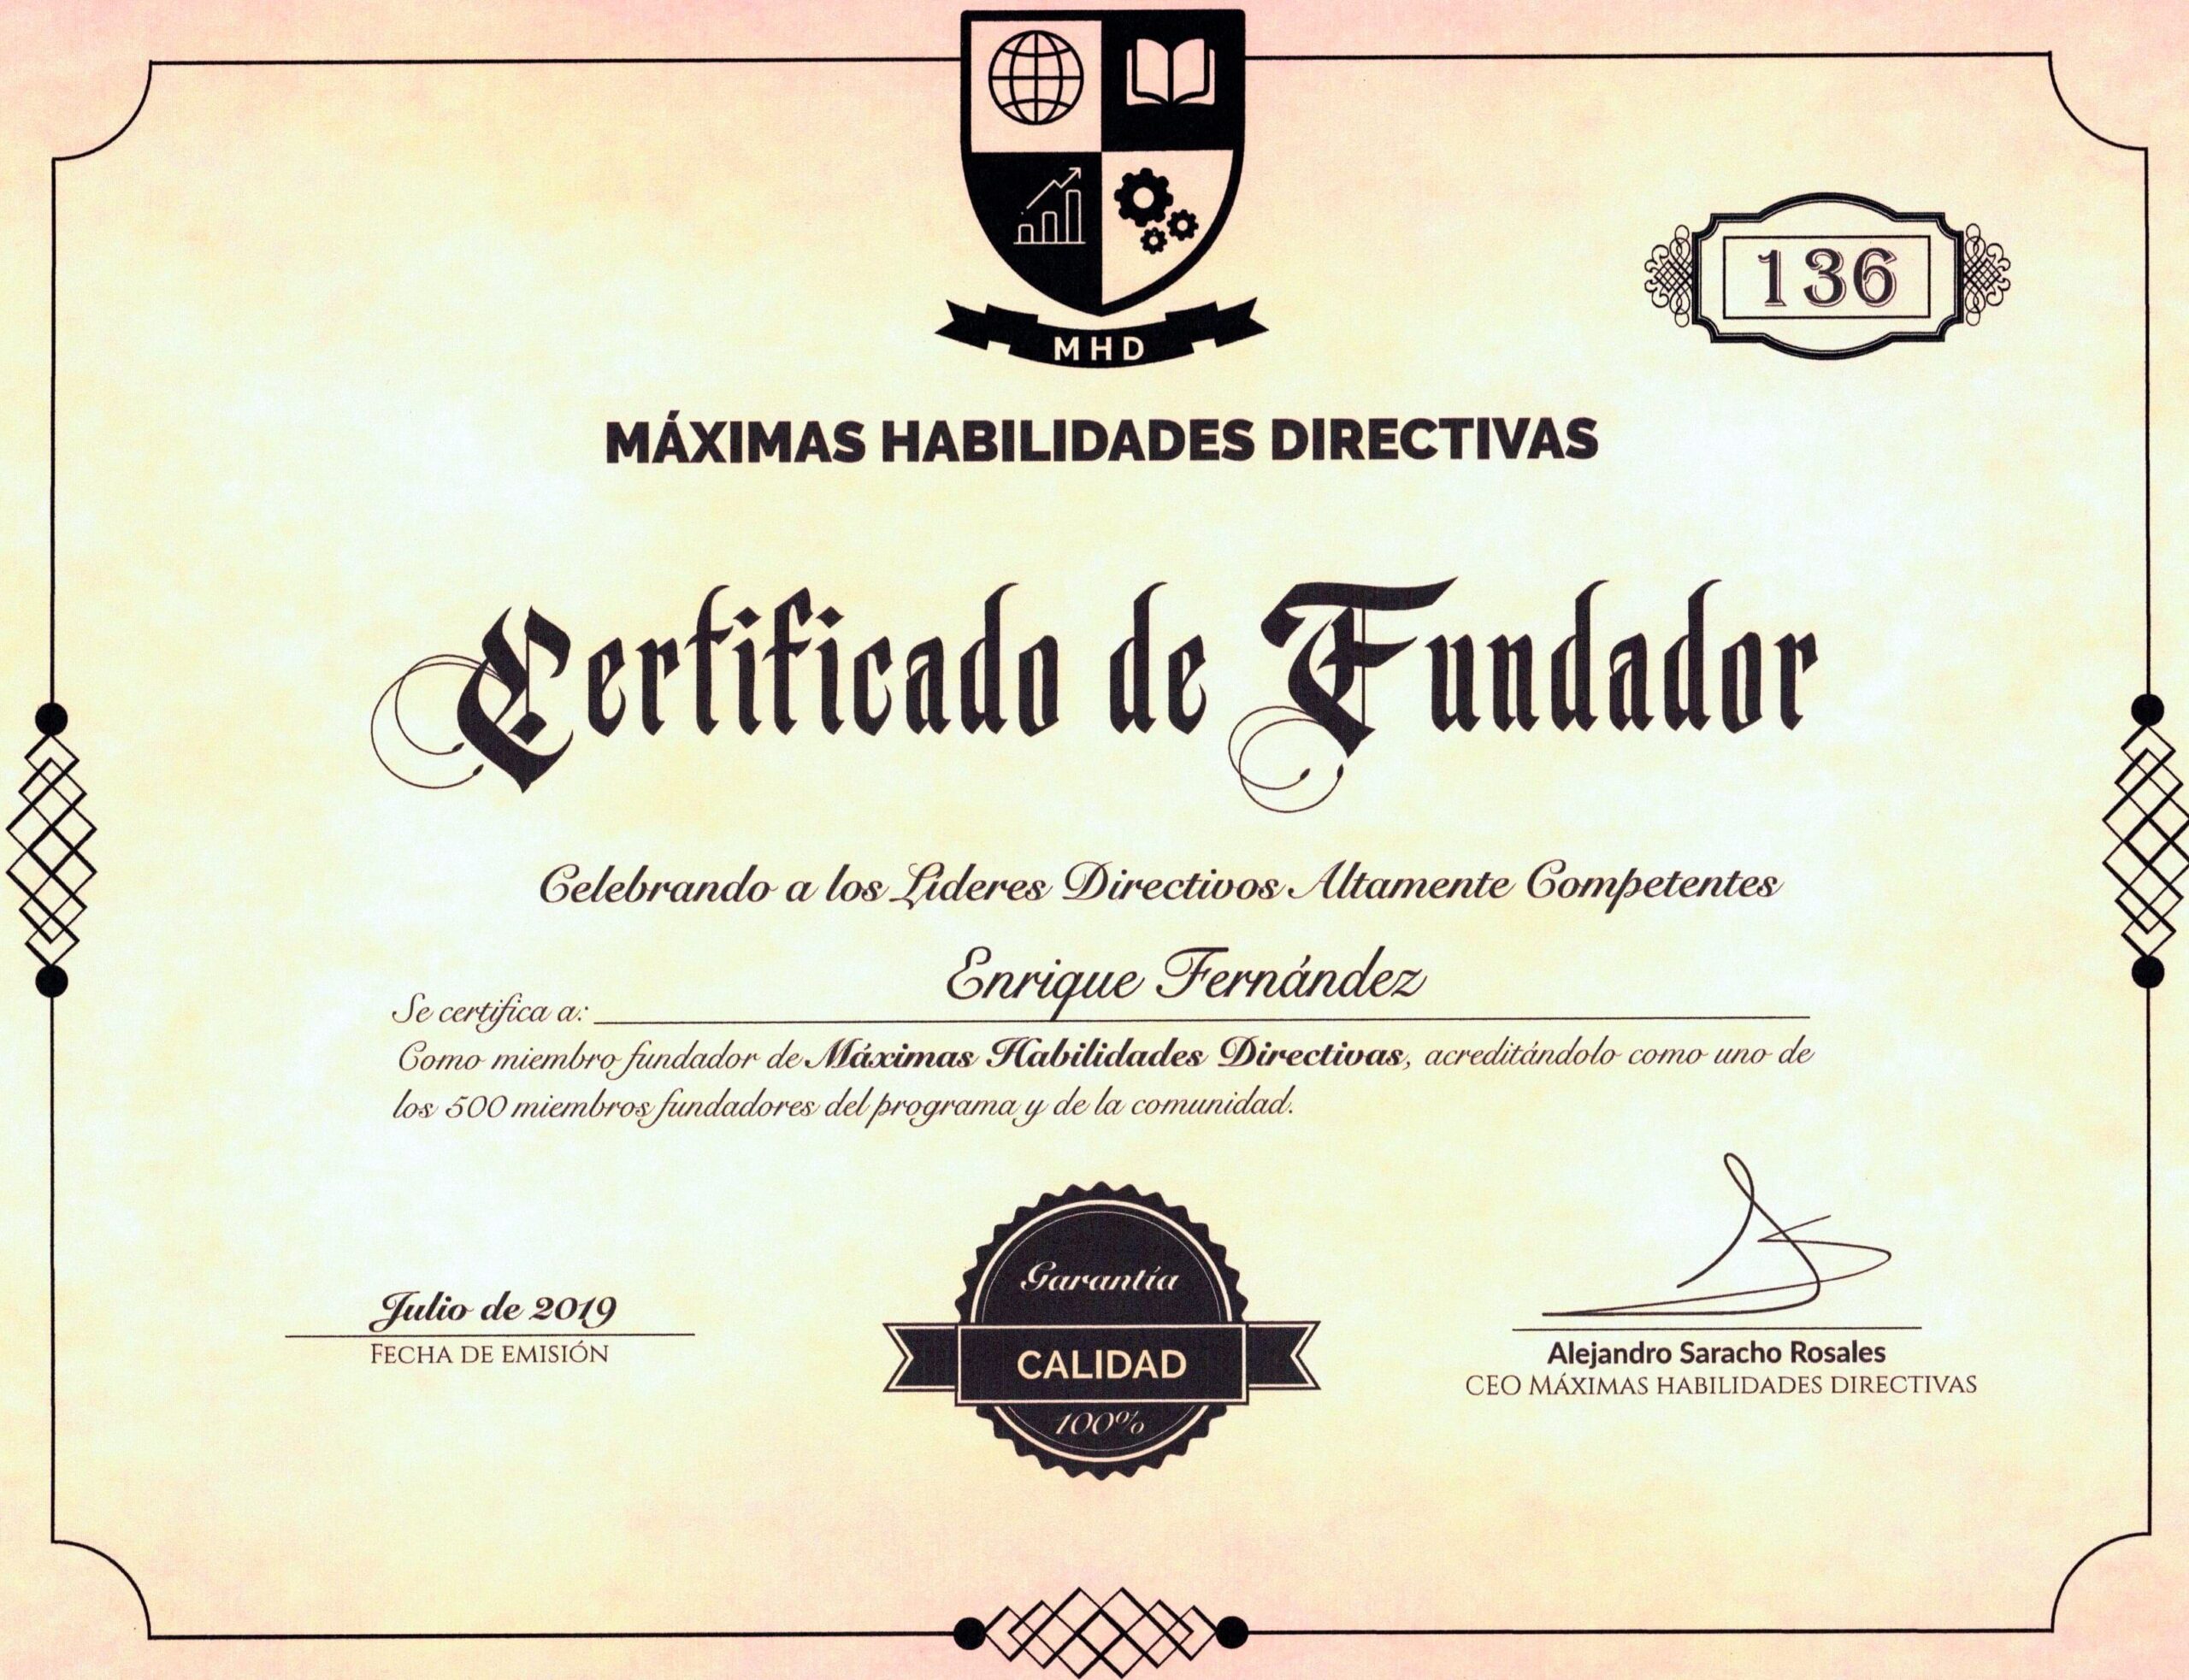 MHD
136
MÁXIMAS HABILIDADES DIRECTIVAS
Certificado de Fundador
Celebrando a los Lideres Directivos Altamente Competentes
Enrique Fernández
Se certifica a:
Como miembro fundador de Máximas Habilidades Directivas, acreditándolo como uno de
los 500 miembros fundadores del programa y de la comunidad.
Garantía
CALIDAD
100%
Julio de 2019
FECHA DE EMISIÓN
Alejandro Saracho Rosales
CEO MÁXIMAS HABILIDADES DIRECTIVAS